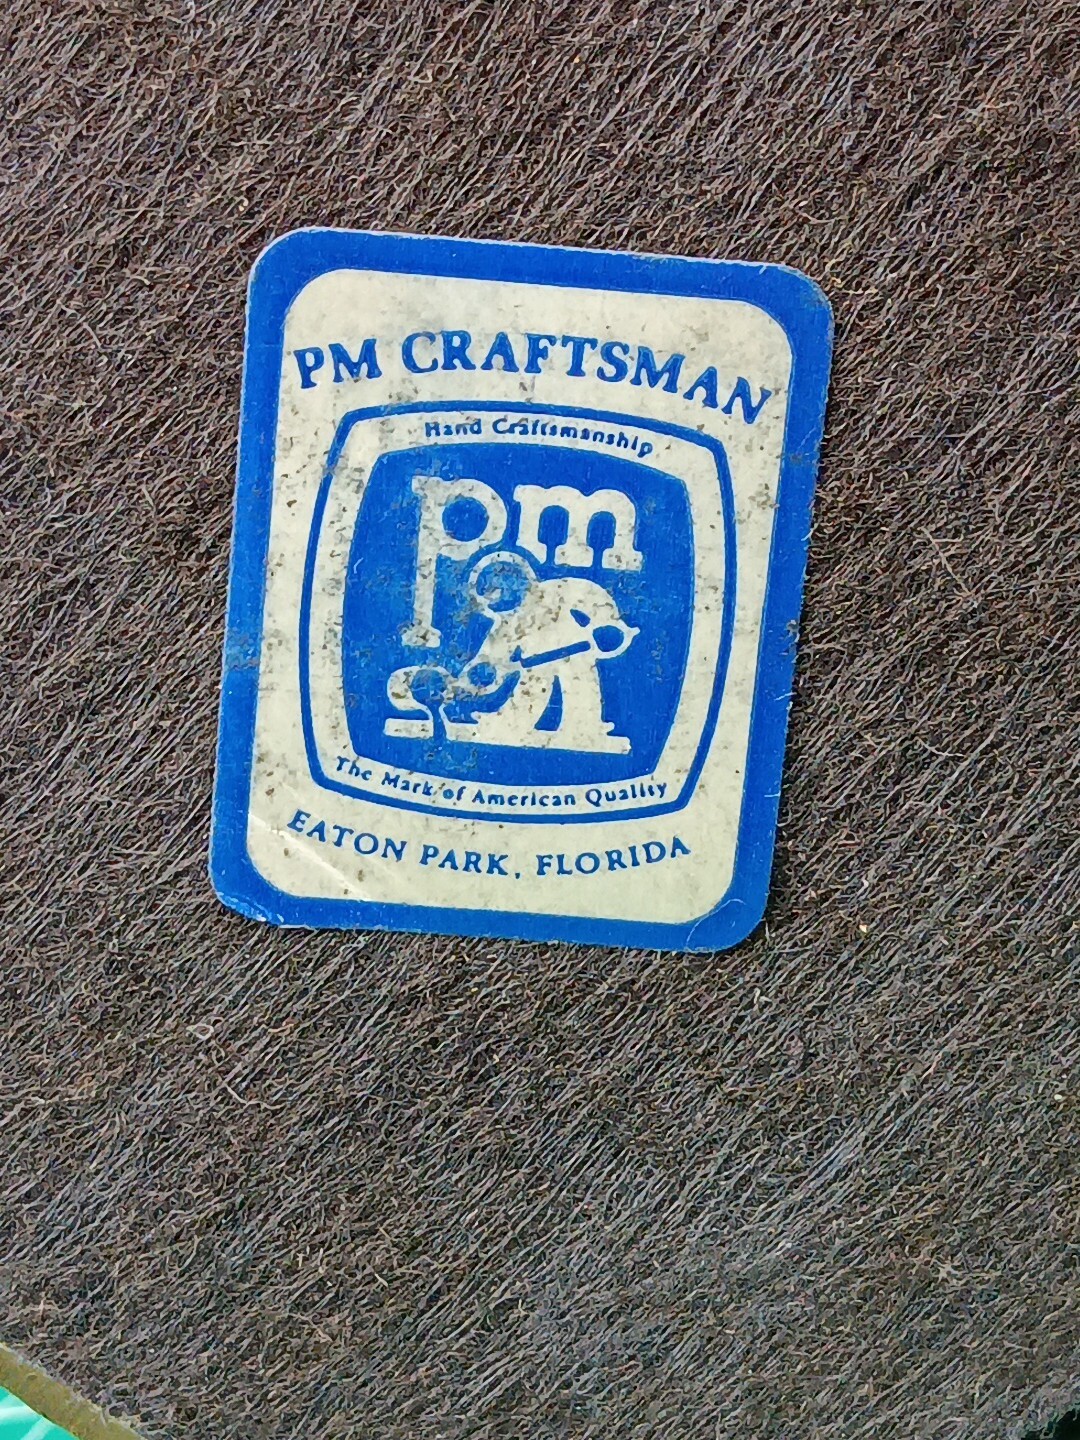 PM CRAFTSMAN
Hand Craftsmanship
pm
The Mark of American Quality
EATON PARK, FLORIDA